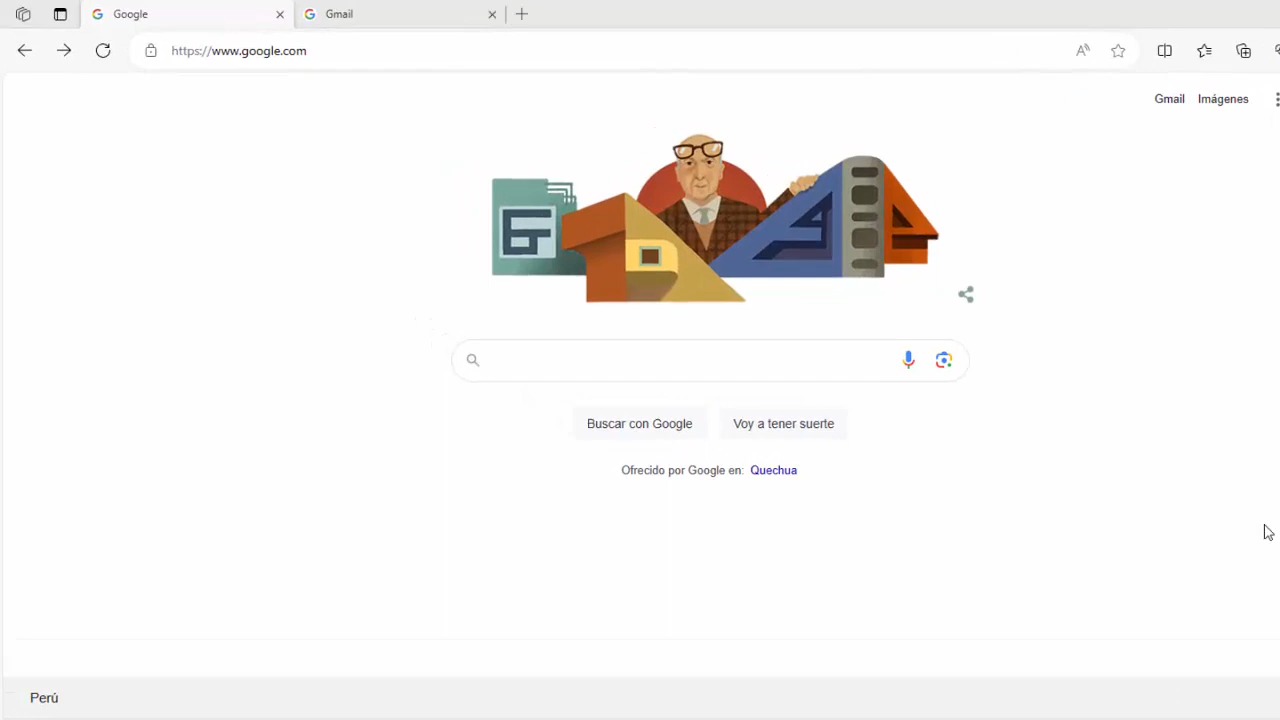 Google
Gmail
https://www.google.com
Gmail Imágenes
Buscar con Google Voy a tener suerte
Ofrecido por Google en: Quechua
Perú